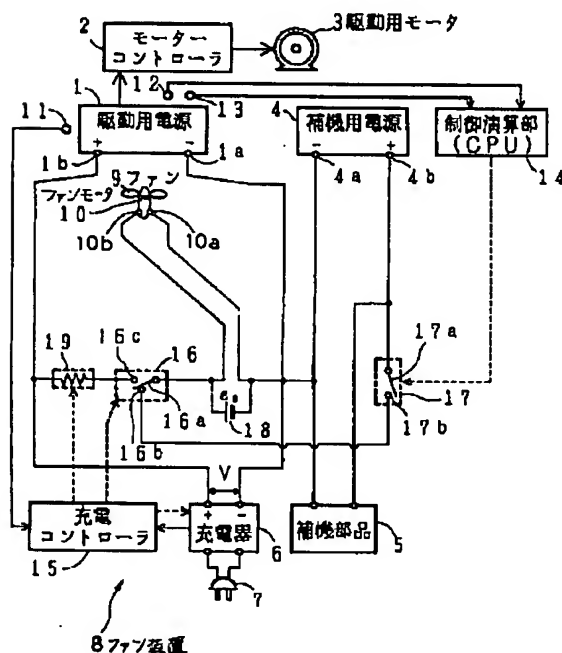 2
モーター
コントローラ
3駆動用モータ
1
12
13
11
駆動用電源
+
-
1b
1a
4
補機用電源
-
+
4a
4b
制御演算部
(CPU)
14
9ファン
ファンモータ
10
10b
10a
19
16c
16
16a
16b
e₀
18
17a
17
17b
V
充電
コントローラ
15
+
-
充電器
6
補機部品
5
7
8ファン装置